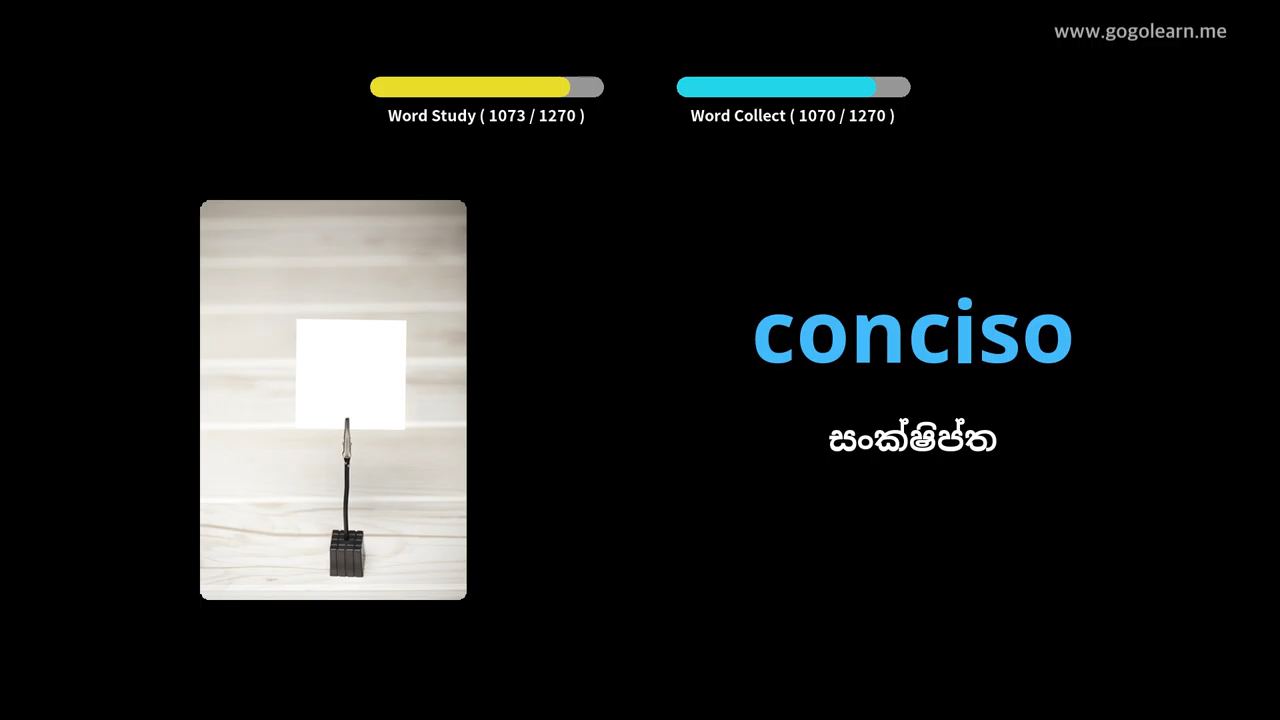 www.gogolearn.me
Word Study ( 1073 / 1270 )
Word Collect ( 1070 / 1270 )
conciso
සංක්ෂිප්ත